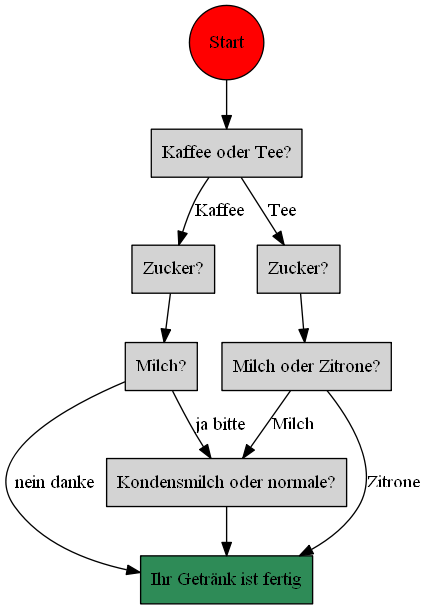 Start
Kaffee oder Tee?
Kaffee
Tee
Zucker?
Zucker?
Milch?
Milch oder Zitrone?
ja bitte
Milch
nein danke
Kondensmilch oder normale?
Zitrone
Ihr Getränk ist fertig